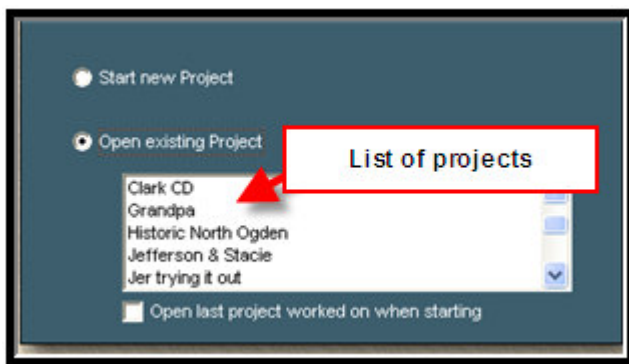 Start new Project
Open existing Project
List of projects
Clark CD
Grandpa
Historic North Ogden
Jefferson & Stacie
Jer trying it out
Open last project worked on when starting